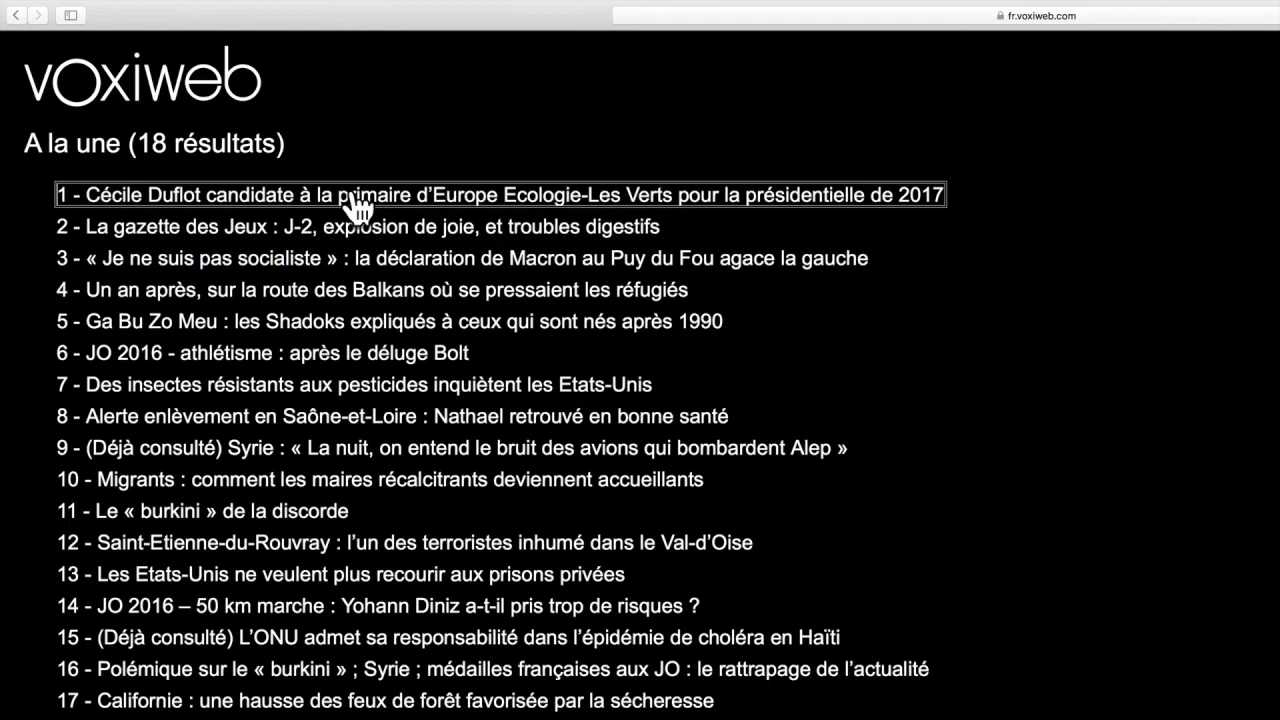 fr.voxiweb.com
voxiweb
A la une (18 résultats)
1 - Cécile Duflot candidate à la primaire d’Europe Ecologie-Les Verts pour la présidentielle de 2017
2 - La gazette des Jeux : J-2, explosion de joie, et troubles digestifs
3 - « Je ne suis pas socialiste » : la déclaration de Macron au Puy du Fou agace la gauche
4 - Un an après, sur la route des Balkans où se pressaient les réfugiés
5 - Ga Bu Zo Meu : les Shadoks expliqués à ceux qui sont nés après 1990
6 - JO 2016 - athlétisme : après le déluge Bolt
7 - Des insectes résistants aux pesticides inquiètent les Etats-Unis
8 - Alerte enlèvement en Saône-et-Loire : Nathael retrouvé en bonne santé
9 - (Déjà consulté) Syrie : « La nuit, on entend le bruit des avions qui bombardent Alep »
10 - Migrants : comment les maires récalcitrants deviennent accueillants
11 - Le « burkini » de la discorde
12 - Saint-Etienne-du-Rouvray : l’un des terroristes inhumé dans le Val-d’Oise
13 - Les Etats-Unis ne veulent plus recourir aux prisons privées
14 - JO 2016 – 50 km marche : Yohann Diniz a-t-il pris trop de risques ?
15 - (Déjà consulté) L’ONU admet sa responsabilité dans l’épidémie de choléra en Haïti
16 - Polémique sur le « burkini » ; Syrie ; médailles françaises aux JO : le rattrapage de l’actualité
17 - Californie : une hausse des feux de forêt favorisée par la sécheresse